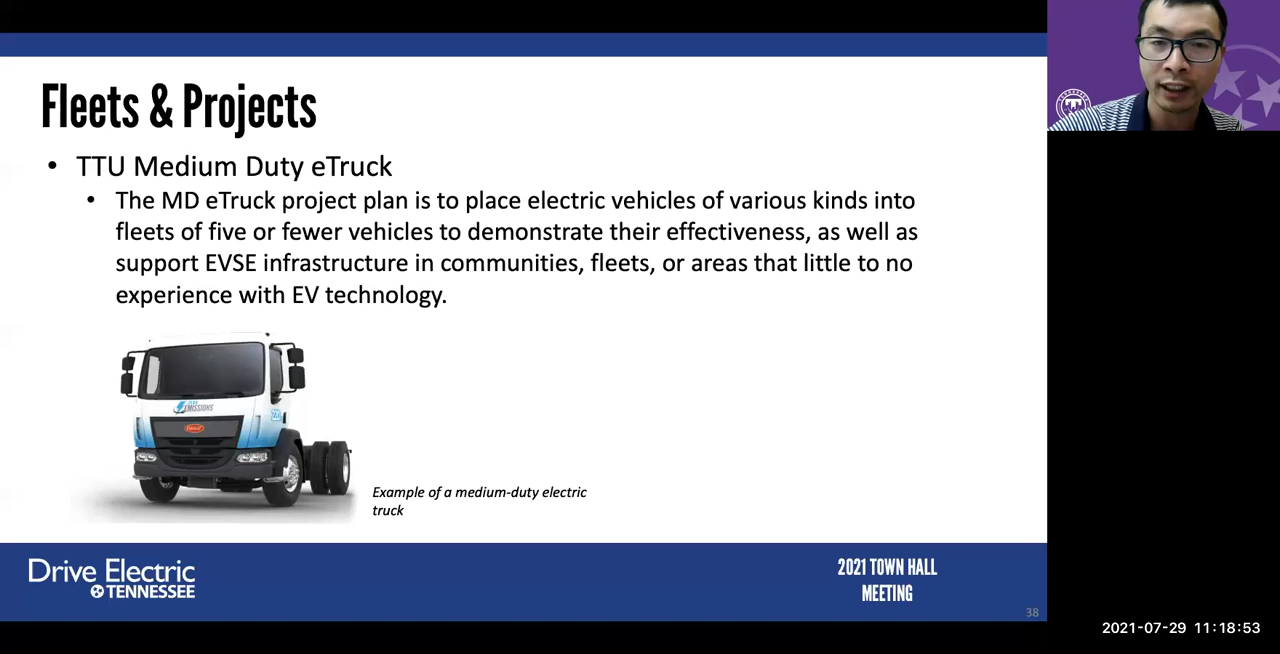 Fleets & Projects
• TTU Medium Duty eTruck
• The MD eTruck project plan is to place electric vehicles of various kinds into
fleets of five or fewer vehicles to demonstrate their effectiveness, as well as
support EVSE infrastructure in communities, fleets, or areas that little to no
experience with EV technology.
ZERO
EMISSIONS
Example of a medium-duty electric
truck
Drive Electric
TENNESSEE
2021 TOWN HALL
MEETING
38
2021-07-29 11:18:53